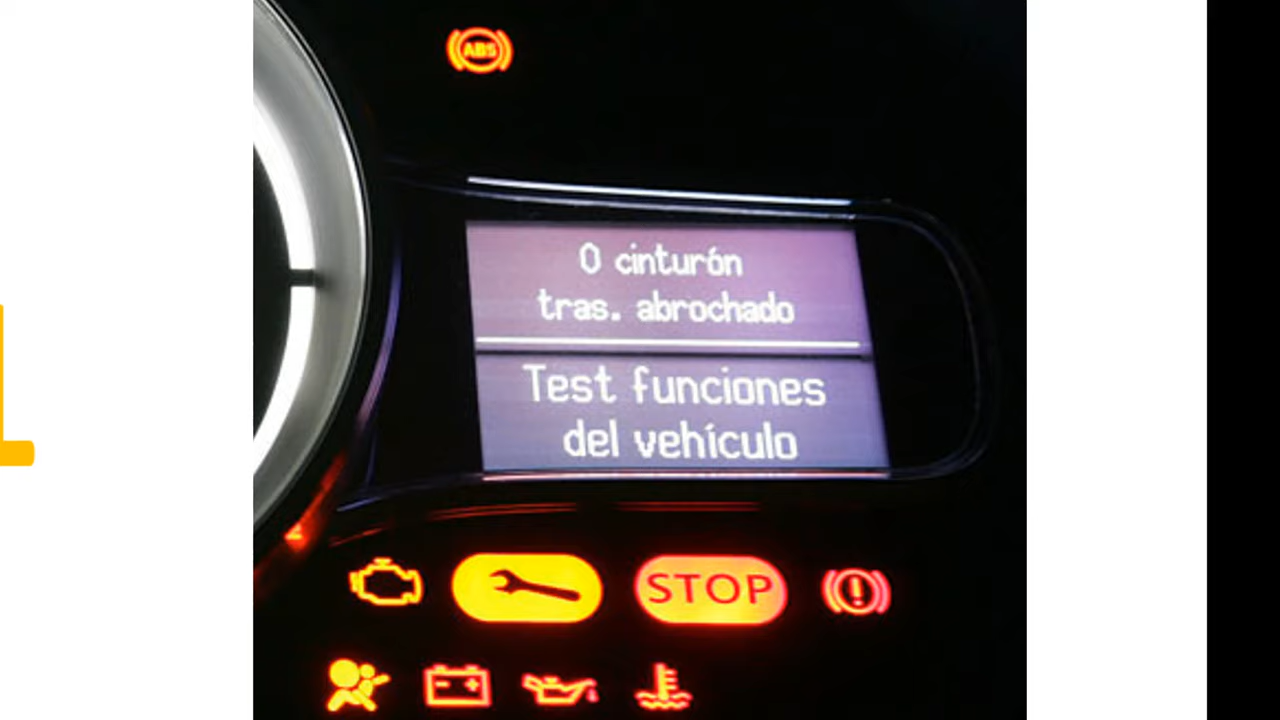 ABS
0 cinturón
tras. abrochado
Test funciones
del vehículo
STOP